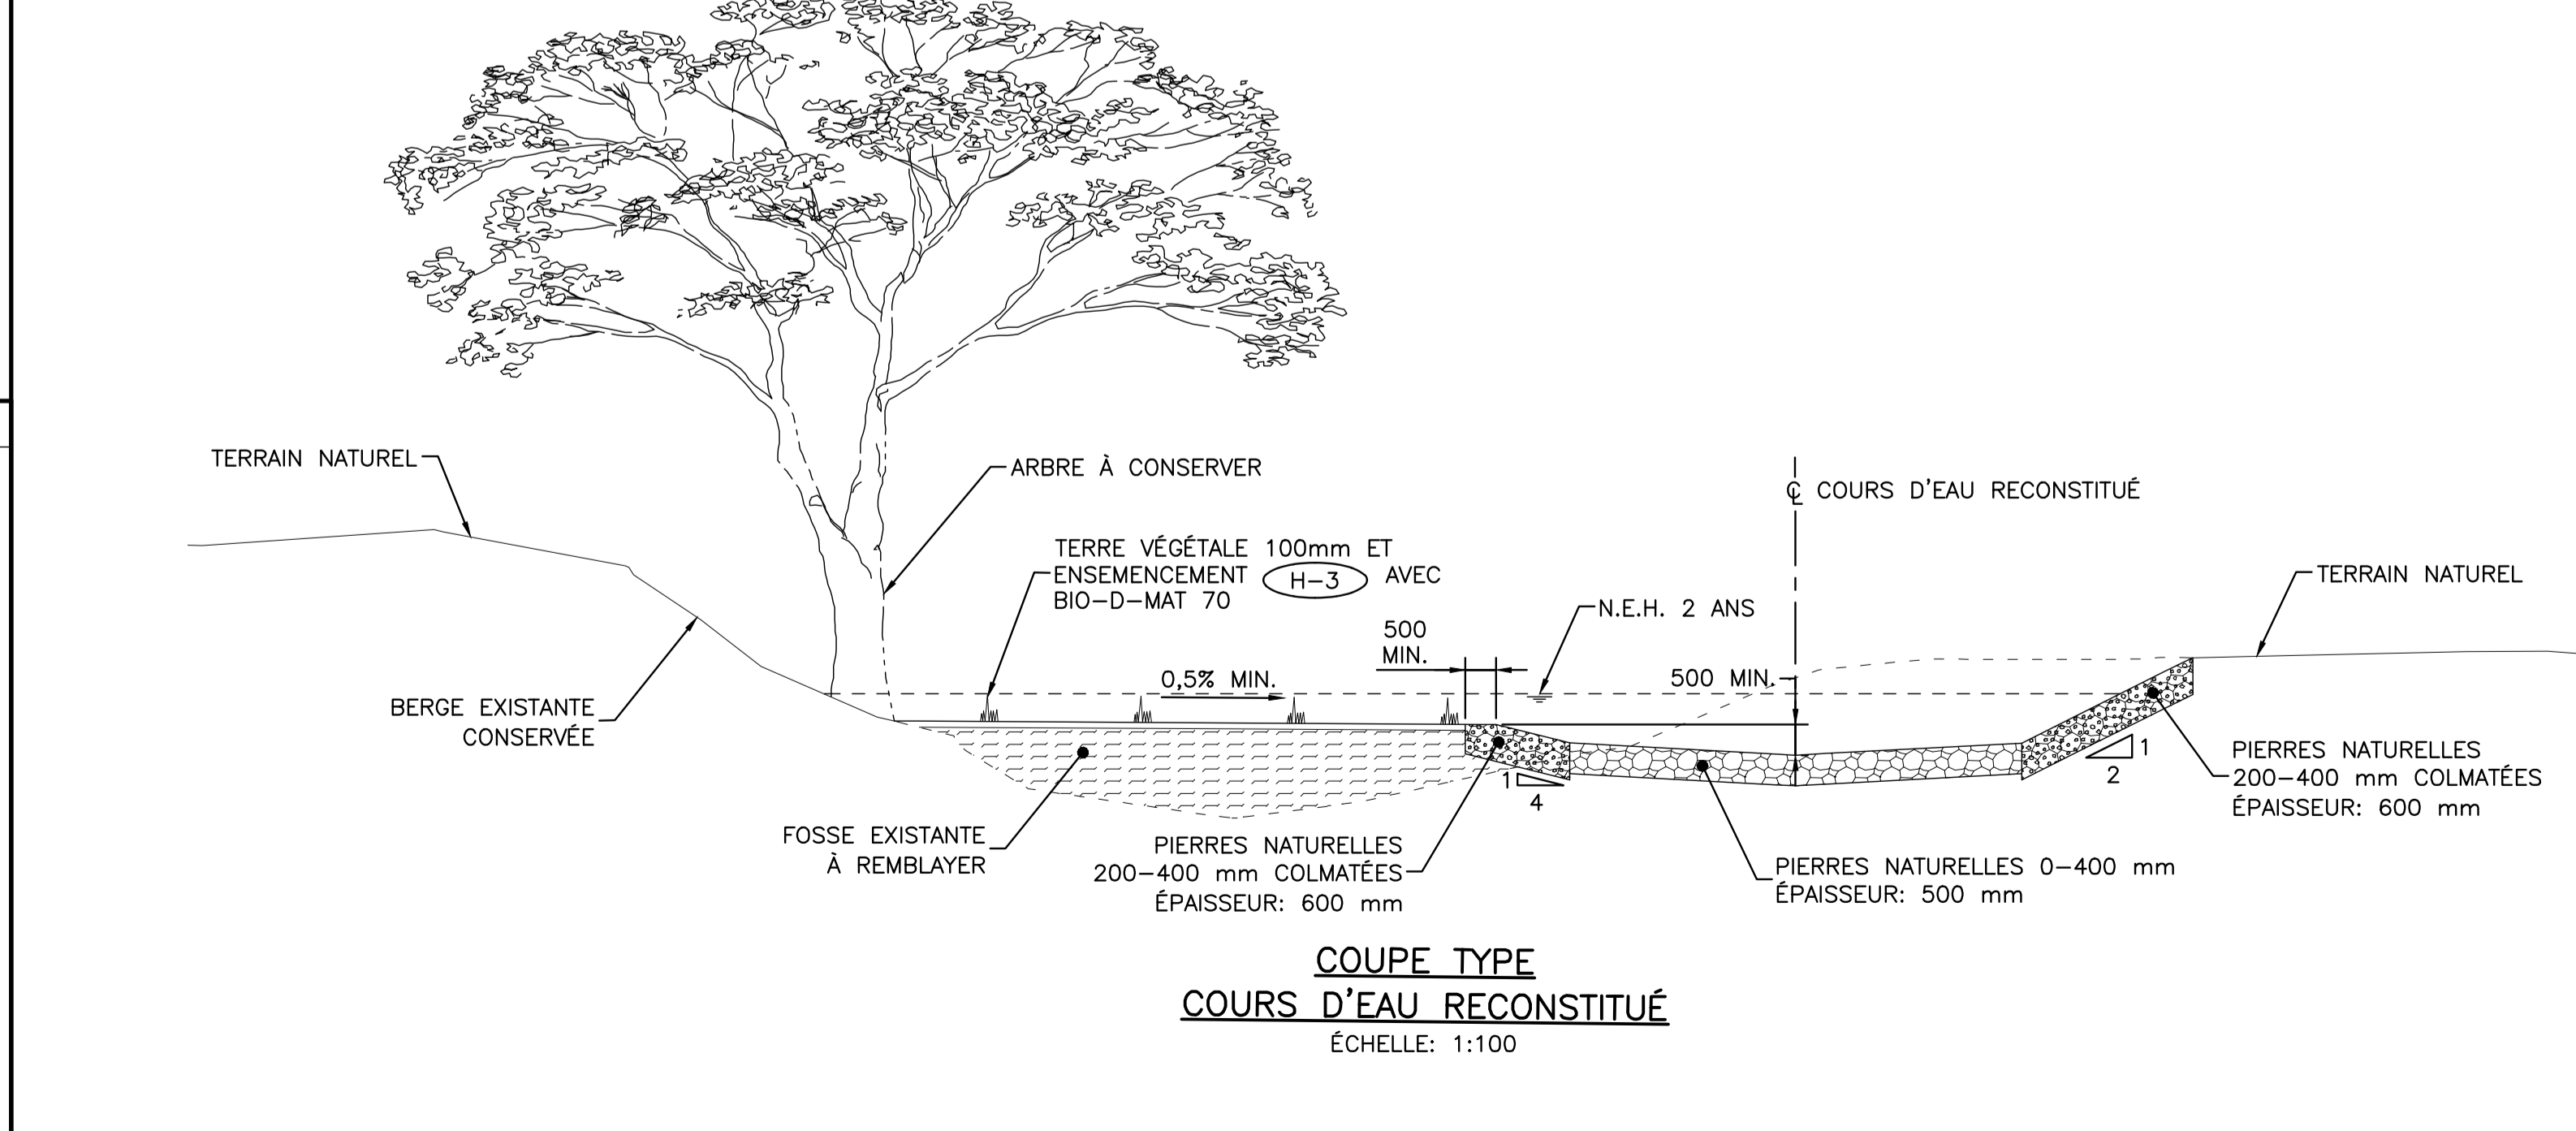 TERRAIN NATUREL
ARBRE À CONSERVER
℄ COURS D'EAU RECONSTITUÉ
TERRE VÉGÉTALE 100mm ET
ENSEMENCEMENT H-3 AVEC
BIO-D-MAT 70
TERRAIN NATUREL
N.E.H. 2 ANS
500
MIN.
0,5% MIN.
500 MIN.
BERGE EXISTANTE
CONSERVÉE
1
2
PIERRES NATURELLES
200-400 mm COLMATÉES
ÉPAISSEUR: 600 mm
1
4
FOSSE EXISTANTE
À REMBLAYER
PIERRES NATURELLES
200-400 mm COLMATÉES
ÉPAISSEUR: 600 mm
PIERRES NATURELLES 0-400 mm
ÉPAISSEUR: 500 mm
COUPE TYPE
COURS D'EAU RECONSTITUÉ
ÉCHELLE: 1:100